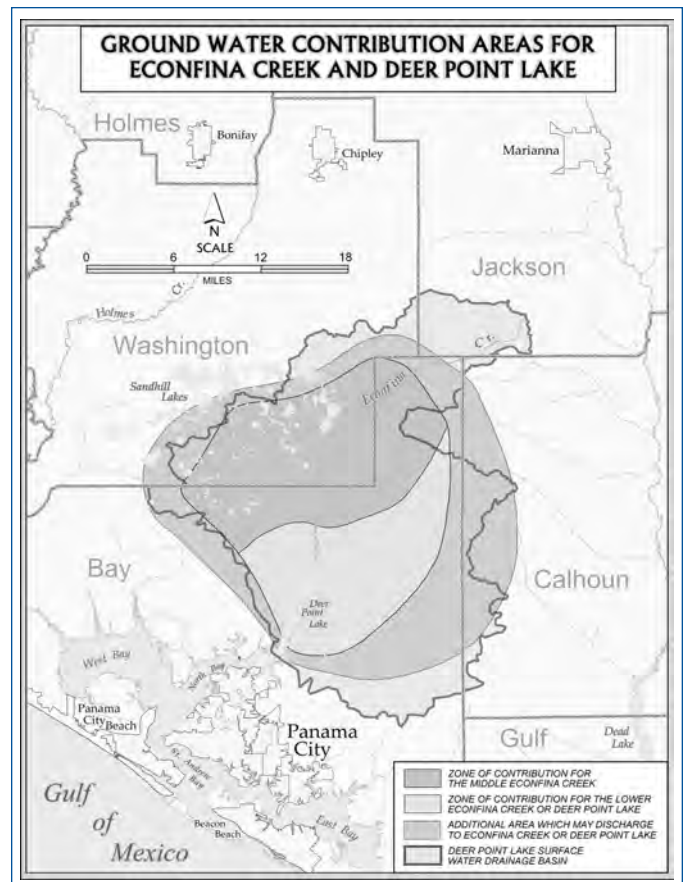 GROUND WATER CONTRIBUTION AREAS FOR
ECONFINA CREEK AND DEER POINT LAKE
Holmes
Bonifay
Chipley
Marianna
N
SCALE
0 6 12 18
MILES
Jackson
Holmes Cr.
Washington
Cr.
Econfina
Sandhill
Lakes
Bay
Calhoun
Deer
Point
Lake
West Bay
North Bay
Panama
City Beach
Panama
City
St. Andrew
Bay
Gulf
Dead
Lake
Gulf
of
Mexico
Beacon
Beach
East Bay
ZONE OF CONTRIBUTION FOR
THE MIDDLE ECONFINA CREEK
ZONE OF CONTRIBUTION FOR THE LOWER
ECONFINA CREEK OR DEER POINT LAKE
ADDITIONAL AREA WHICH MAY DISCHARGE
TO ECONFINA CREEK OR DEER POINT LAKE
DEER POINT LAKE SURFACE
WATER DRAINAGE BASIN